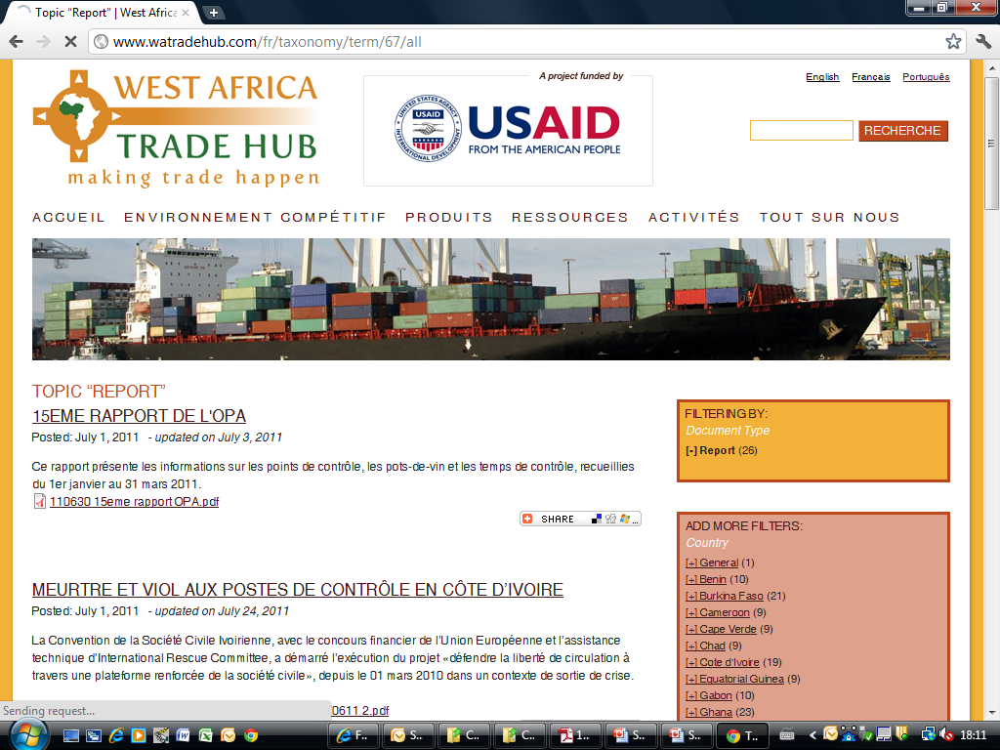 Topic “Report” | West Africa
www.watradehub.com/fr/taxonomy/term/67/all
WEST AFRICA
TRADE HUB
making trade happen
A project funded by
USAID
USAID
FROM THE AMERICAN PEOPLE
English Francais Português
RECHERCHE
ACCUEIL ENVIRONNEMENT COMPÉTITIF PRODUITS RESSOURCES ACTIVITÉS TOUT SUR NOUS
TOPIC “REPORT”
15EME RAPPORT DE L'OPA
Posted: July 1, 2011 - updated on July 3, 2011
Ce rapport présente les informations sur les points de contrôle, les pots-de-vin et les temps de contrôle, recueillies
du 1er janvier au 31 mars 2011.
110630 15eme rapport OPA.pdf
SHARE ...
MEURTRE ET VIOL AUX POSTES DE CONTRÔLE EN CÔTE D’IVOIRE
Posted: July 1, 2011 - updated on July 24, 2011
La Convention de la Société Civile Ivoirienne, avec le concours financier de l’Union Européenne et l’assistance
technique d’International Rescue Committee, a démarré l’exécution du projet «défendre la liberté de circulation à
travers une plateforme renforcée de la société civile», depuis le 01 mars 2010 dans un contexte de sortie de crise.
0611 2.pdf
FILTERING BY:
Document Type
[-] Report (26)
ADD MORE FILTERS:
Country
[+] General (1)
[+] Benin (10)
[+] Burkina Faso (21)
[+] Cameroon (9)
[+] Cape Verde (9)
[+] Chad (9)
[+] Cote d'Ivoire (19)
[+] Equatorial Guinea (9)
[+] Gabon (10)
[+] Ghana (23)
Sending request...
F... S... C... C... 1... S... S... T... 18:11